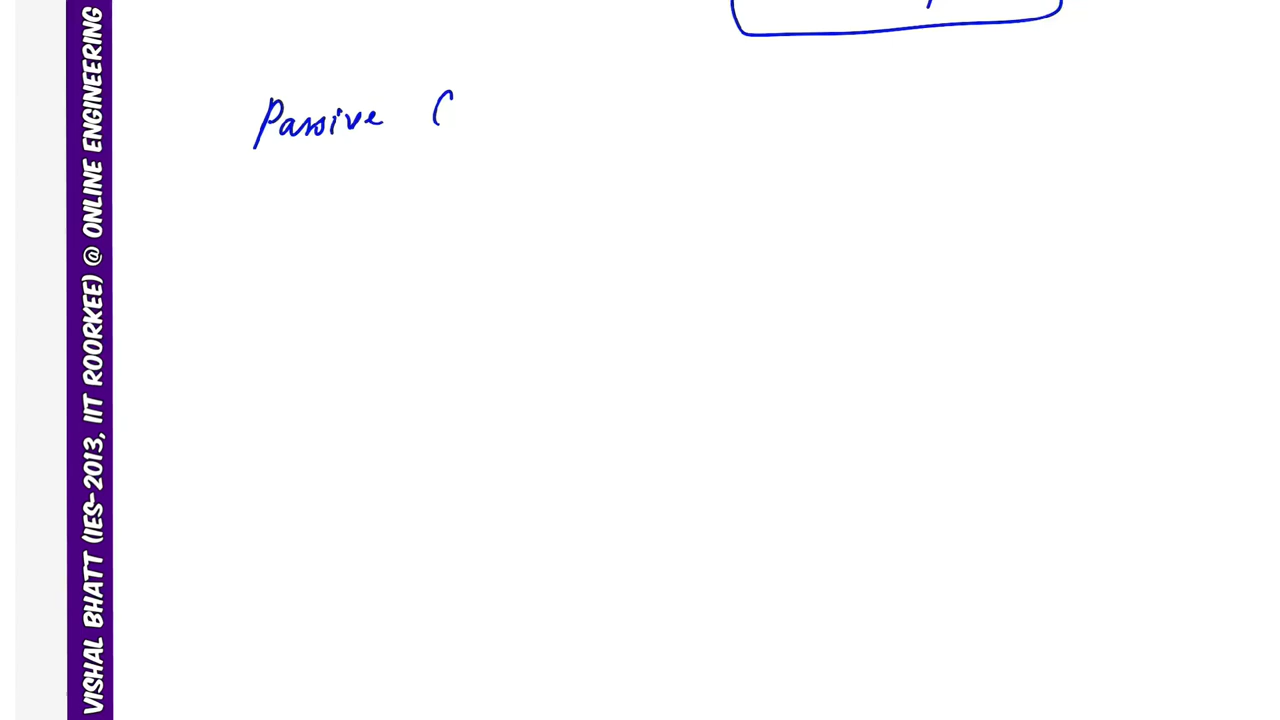 Passive C
VISHAL BHATT (IES-2013, IIT ROORKEE) @ ONLINE ENGINEERING